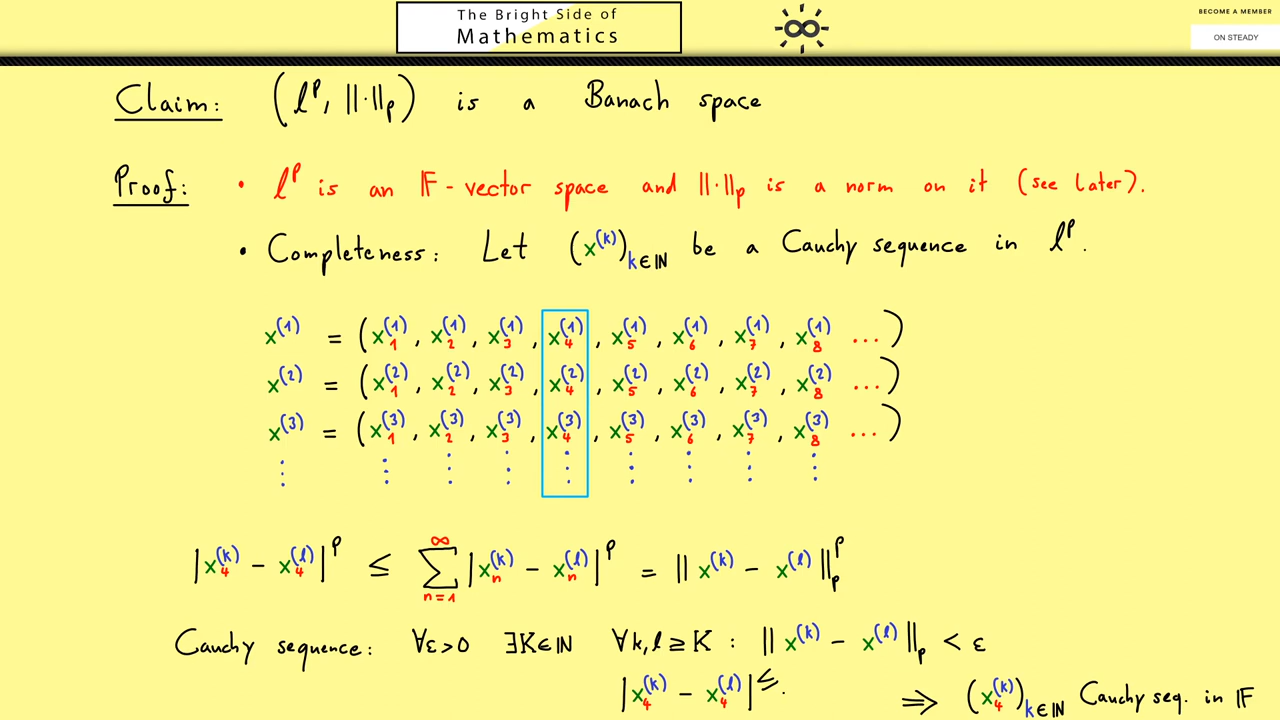 The Bright Side of
Mathematics
BECOME A MEMBER
ON STEADY
Claim: (ℓ^p, ‖·‖_p) is a Banach space
Proof: • ℓ^p is an 𝔽-vector space and ‖·‖_p is a norm on it (see later).
• Completeness: Let (x^(k))_{k∈ℕ} be a Cauchy sequence in ℓ^p.
x^(1) = (x_1^(1), x_2^(1), x_3^(1), x_4^(1), x_5^(1), x_6^(1), x_7^(1), x_8^(1) ...)
x^(2) = (x_1^(2), x_2^(2), x_3^(2), x_4^(2), x_5^(2), x_6^(2), x_7^(2), x_8^(2) ...)
x^(3) = (x_1^(3), x_2^(3), x_3^(3), x_4^(3), x_5^(3), x_6^(3), x_7^(3), x_8^(3) ...)
⋮ ⋮ ⋮ ⋮ ⋮ ⋮ ⋮ ⋮ ⋮
|x_4^(k) − x_4^(l)|^p ≤ ∑_{n=1}^∞ |x_n^(k) − x_n^(l)|^p = ‖x^(k) − x^(l)‖_p^p
Cauchy sequence: ∀ε>0 ∃K∈ℕ ∀k,l≥K : ‖x^(k) − x^(l)‖_p < ε
|x_4^(k) − x_4^(l)| ≤ ⇒ (x_4^(k))_{k∈ℕ} Cauchy seq. in 𝔽